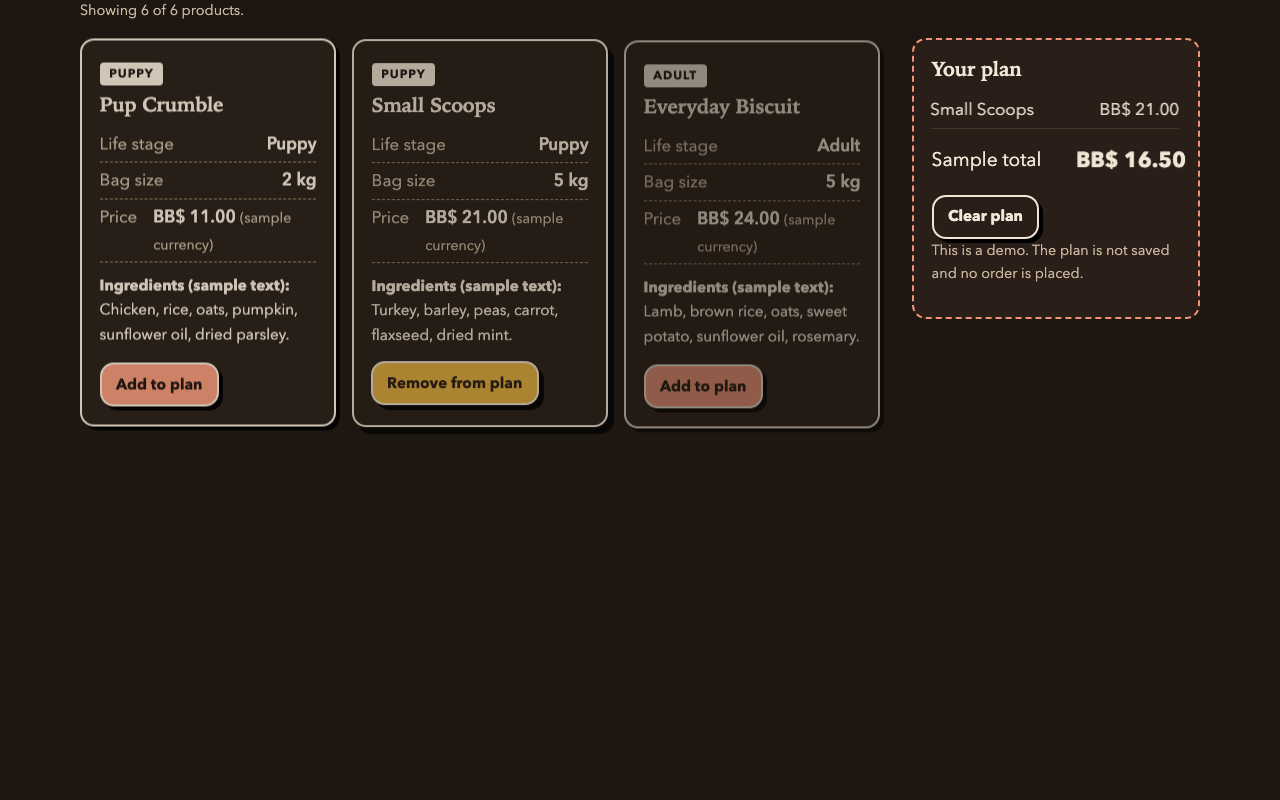 Showing 6 of 6 products.
PUPPY
Pup Crumble
Life stage Puppy
Bag size 2 kg
Price BB$ 11.00 (sample
currency)
Ingredients (sample text):
Chicken, rice, oats, pumpkin,
sunflower oil, dried parsley.
Add to plan
PUPPY
Small Scoops
Life stage Puppy
Bag size 5 kg
Price BB$ 21.00 (sample
currency)
Ingredients (sample text):
Turkey, barley, peas, carrot,
flaxseed, dried mint.
Remove from plan
ADULT
Everyday Biscuit
Life stage Adult
Bag size 5 kg
Price BB$ 24.00 (sample
currency)
Ingredients (sample text):
Lamb, brown rice, oats, sweet
potato, sunflower oil, rosemary.
Add to plan
Your plan
Small Scoops BB$ 21.00
Sample total BB$ 16.50
Clear plan
This is a demo. The plan is not saved
and no order is placed.